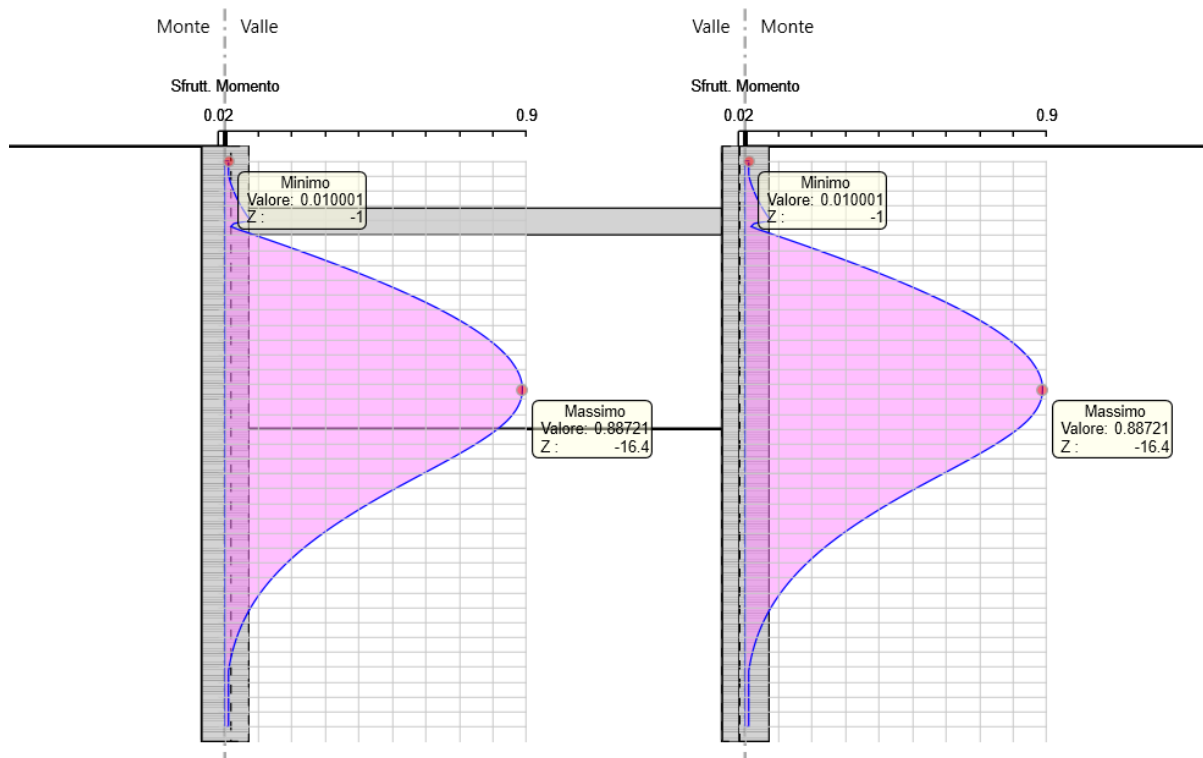 Monte Valle
Valle Monte
Sfrutt. Momento
Sfrutt. Momento
0.02 0.9
0.02 0.9
Minimo
Valore: 0.010001
Z : -1
Minimo
Valore: 0.010001
Z : -1
Massimo
Valore: 0.88721
Z : -16.4
Massimo
Valore: 0.88721
Z : -16.4